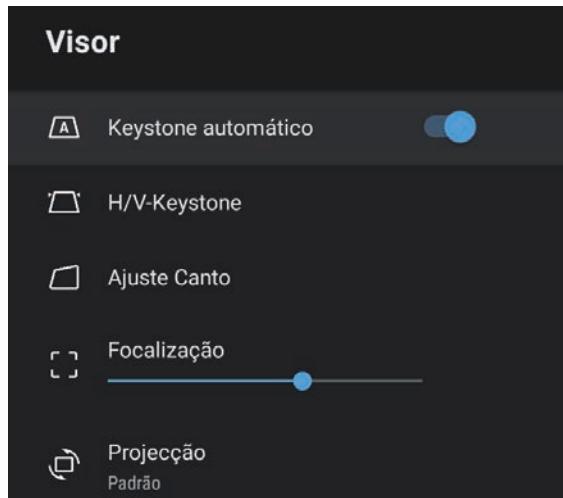 Visor
A
Keystone automático
H/V-Keystone
Ajuste Canto
Focalização
Projecção
Padrão